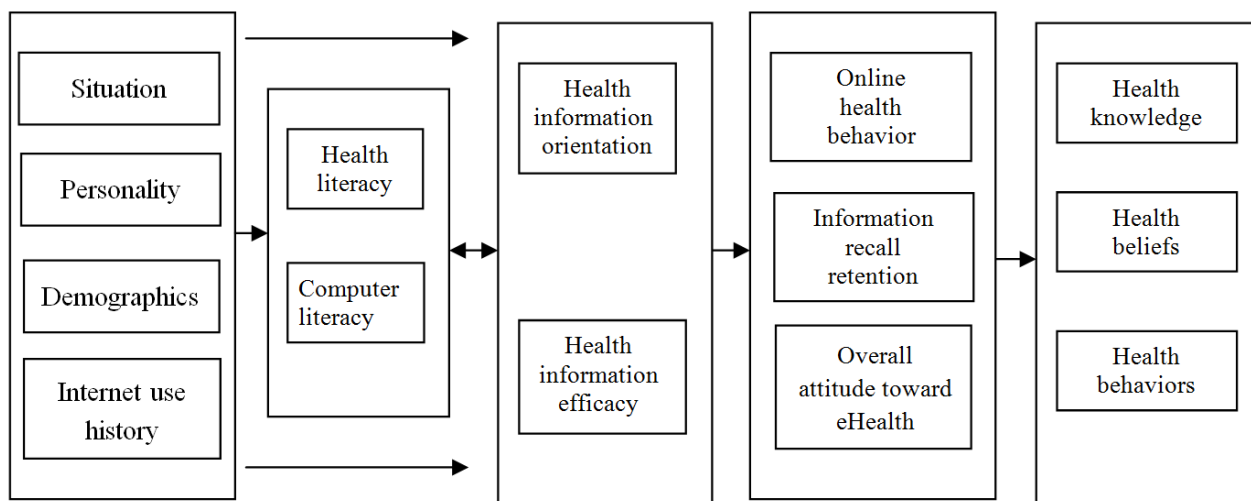 Situation
Personality
Demographics
Internet use
history
Health
literacy
Computer
literacy
Health
information
orientation
Health
information
efficacy
Online
health
behavior
Information
recall
retention
Overall
attitude toward
eHealth
Health
knowledge
Health
beliefs
Health
behaviors